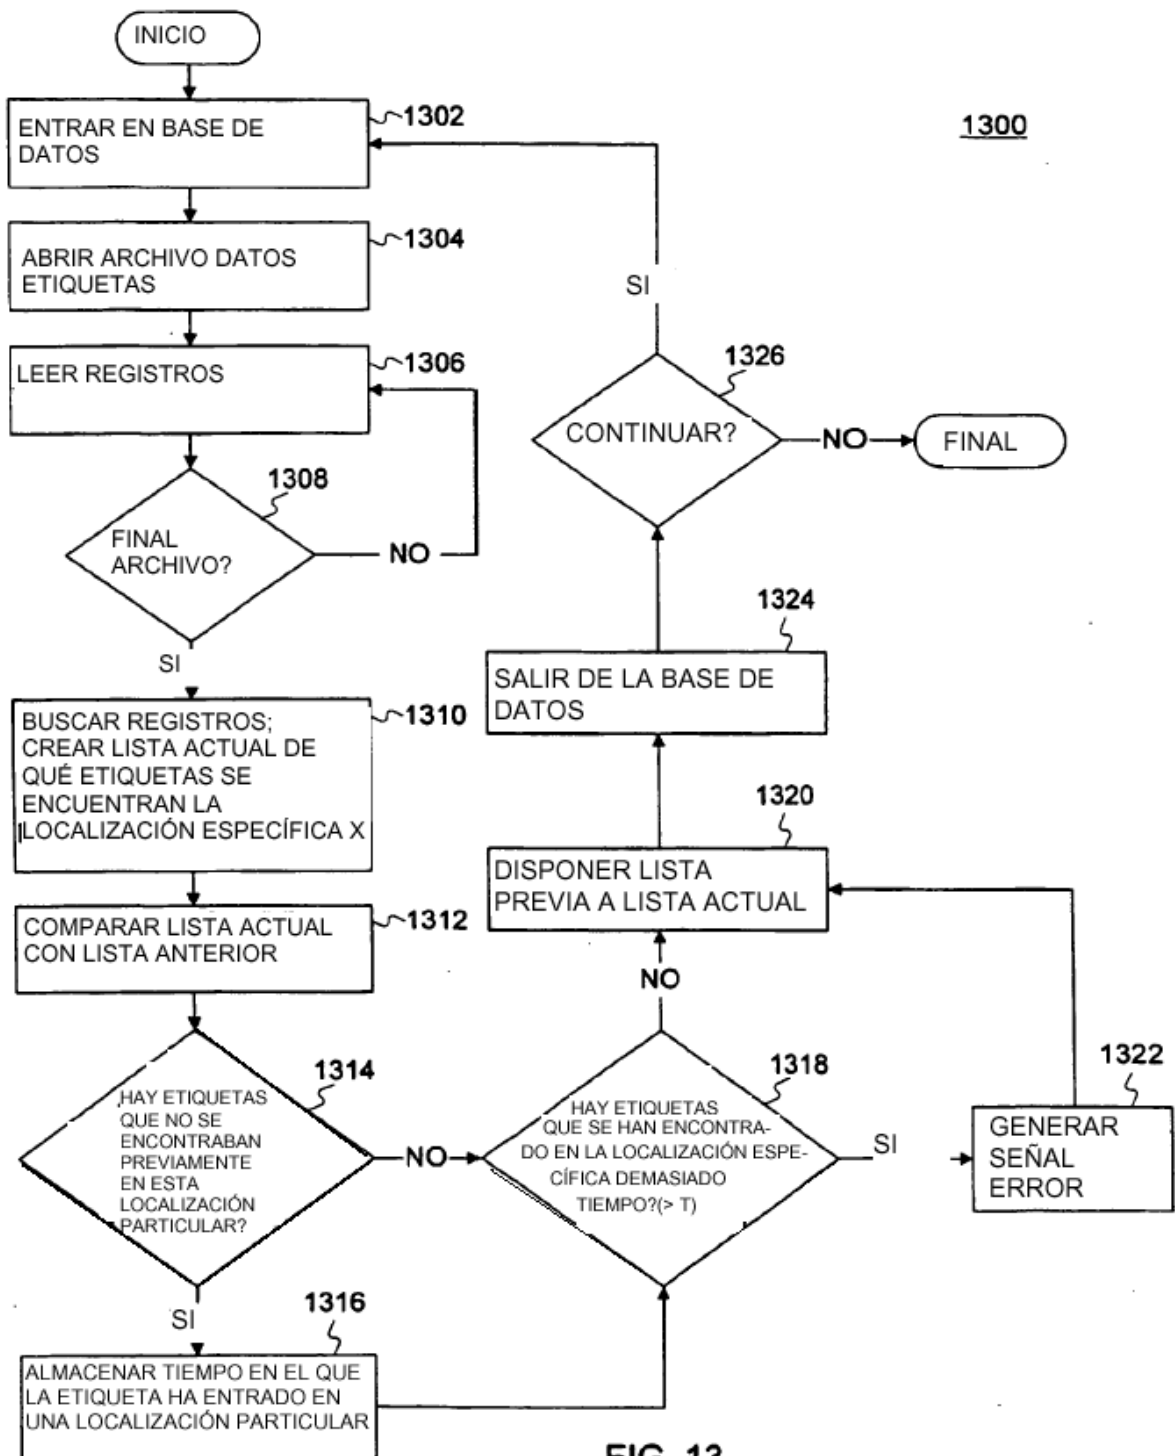 INICIO
1302
ENTRAR EN BASE DE
DATOS
1300
1304
ABRIR ARCHIVO DATOS
ETIQUETAS
1306
LEER REGISTROS
1308
FINAL
ARCHIVO?
NO
SI
1310
BUSCAR REGISTROS;
CREAR LISTA ACTUAL DE
QUÉ ETIQUETAS SE
ENCUENTRAN LA
LOCALIZACIÓN ESPECÍFICA X
1312
COMPARAR LISTA ACTUAL
CON LISTA ANTERIOR
1314
HAY ETIQUETAS
QUE NO SE
ENCONTRABAN
PREVIAMENTE
EN ESTA
LOCALIZACIÓN
PARTICULAR?
NO
SI
1316
ALMACENAR TIEMPO EN EL QUE
LA ETIQUETA HA ENTRADO EN
UNA LOCALIZACIÓN PARTICULAR
1318
HAY ETIQUETAS
QUE SE HAN ENCONTRA-
DO EN LA LOCALIZACIÓN ESPE-
CÍFICA DEMASIADO
TIEMPO?(> T)
SI
1322
GENERAR
SEÑAL
ERROR
NO
1320
DISPONER LISTA
PREVIA A LISTA ACTUAL
1324
SALIR DE LA BASE DE
DATOS
1326
CONTINUAR?
SI
NO
FINAL
FIG. 13